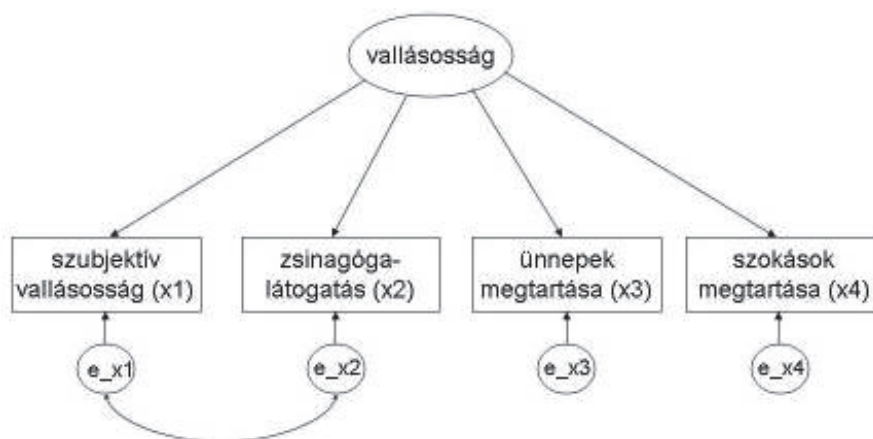 vallásosság
szubjektív
vallásosság (x1)
zsinagóga-
látogatás (x2)
ünnepek
megtartása (x3)
szokások
megtartása (x4)
e_x1
e_x2
e_x3
e_x4